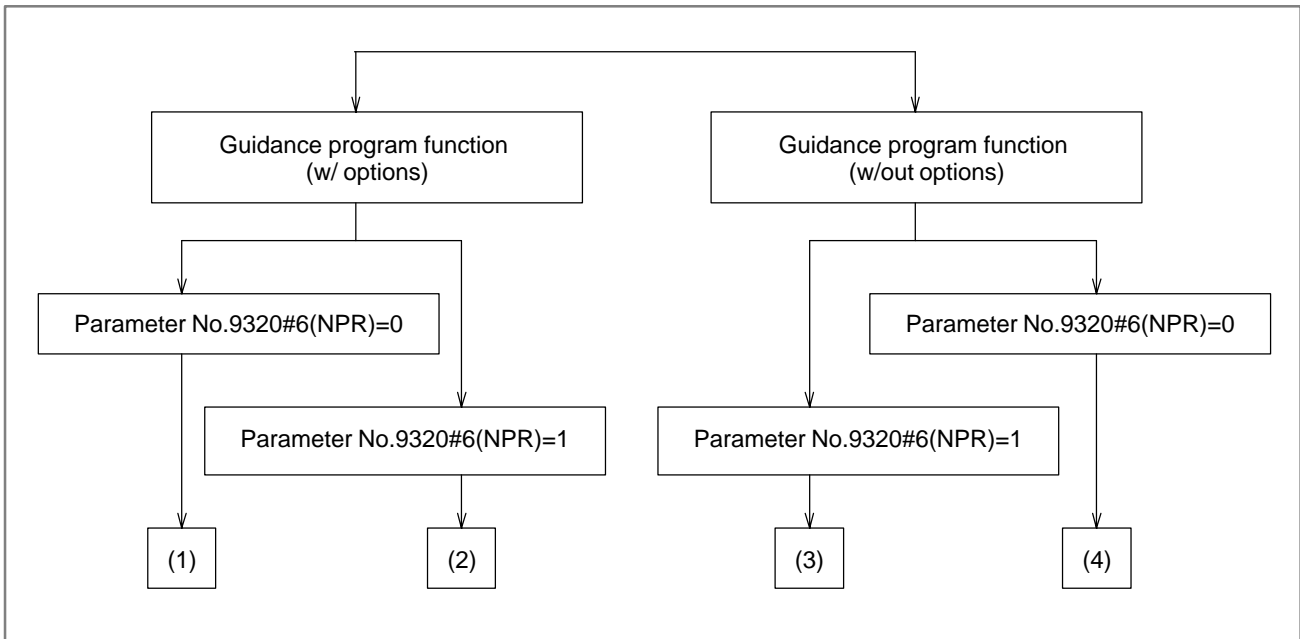 Guidance program function
(w/ options)
Guidance program function
(w/out options)
Parameter No.9320#6(NPR)=0
Parameter No.9320#6(NPR)=0
Parameter No.9320#6(NPR)=1
Parameter No.9320#6(NPR)=1
(1)
(2)
(3)
(4)